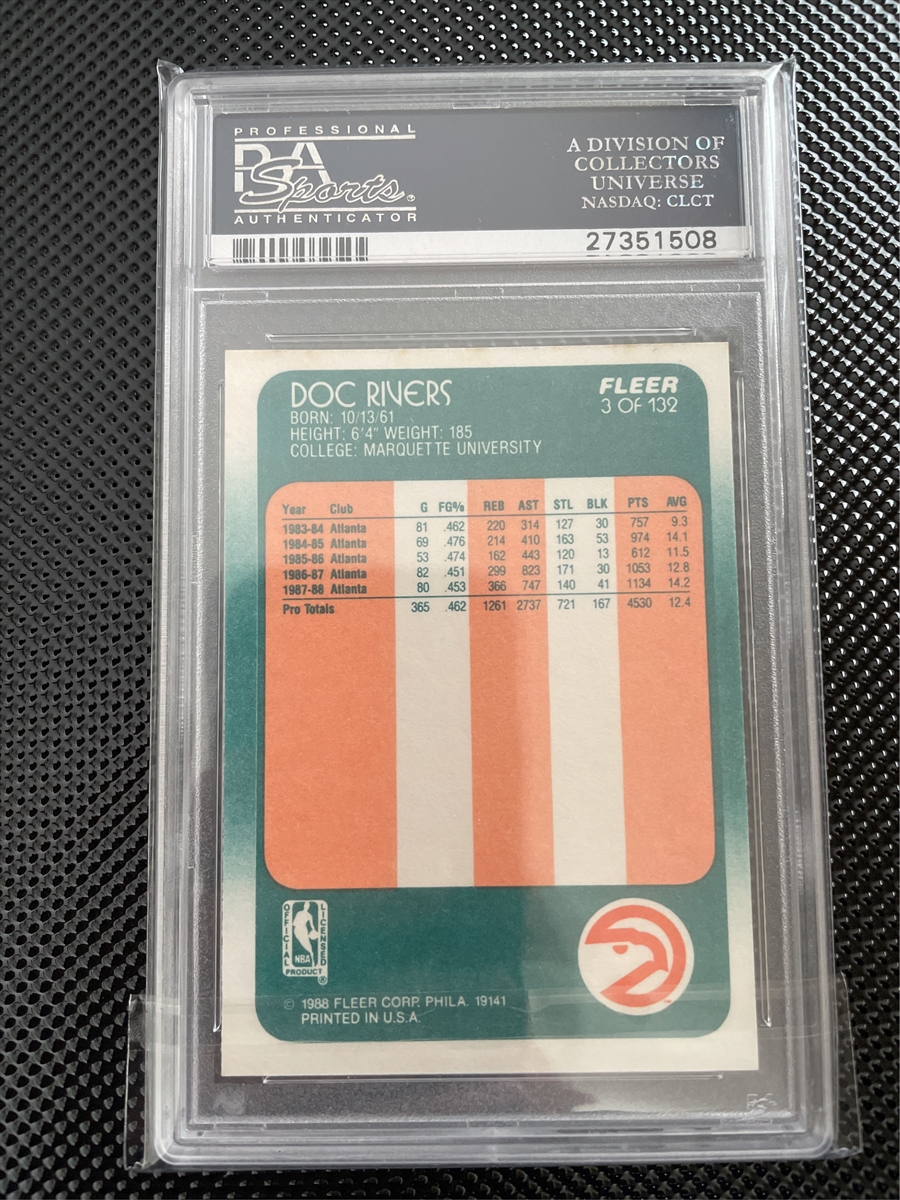 PROFESSIONAL
PSA
Sports®
AUTHENTICATOR
A DIVISION OF
COLLECTORS
UNIVERSE
NASDAQ: CLCT
27351508
DOC RIVERS
BORN: 10/13/61
HEIGHT: 6'4" WEIGHT: 185
COLLEGE: MARQUETTE UNIVERSITY
FLEER
3 OF 132
Year Club G FG% REB AST STL BLK PTS AVG
1983-84 Atlanta 81 .462 220 314 127 30 757 9.3
1984-85 Atlanta 69 .476 214 410 163 53 974 14.1
1985-86 Atlanta 53 .474 162 443 120 13 612 11.5
1986-87 Atlanta 82 .451 299 823 171 30 1053 12.8
1987-88 Atlanta 80 .453 366 747 140 41 1134 14.2
Pro Totals 365 .462 1261 2737 721 167 4530 12.4
OFFICIAL
LICENSED
NBA
PRODUCT
®
TM
© 1988 FLEER CORP. PHILA. 19141
PRINTED IN U.S.A.